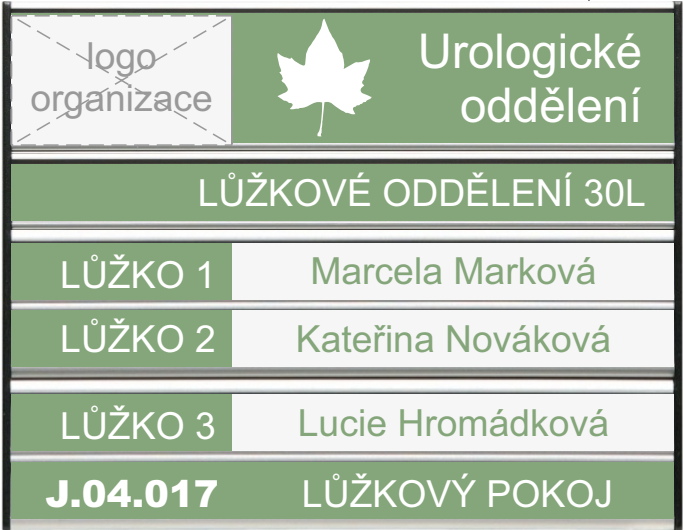 logo
organizace
Urologické
oddělení
LŮŽKOVÉ ODDĚLENÍ 30L
LŮŽKO 1 Marcela Marková
LŮŽKO 2 Kateřina Nováková
LŮŽKO 3 Lucie Hromádková
J.04.017 LŮŽKOVÝ POKOJ